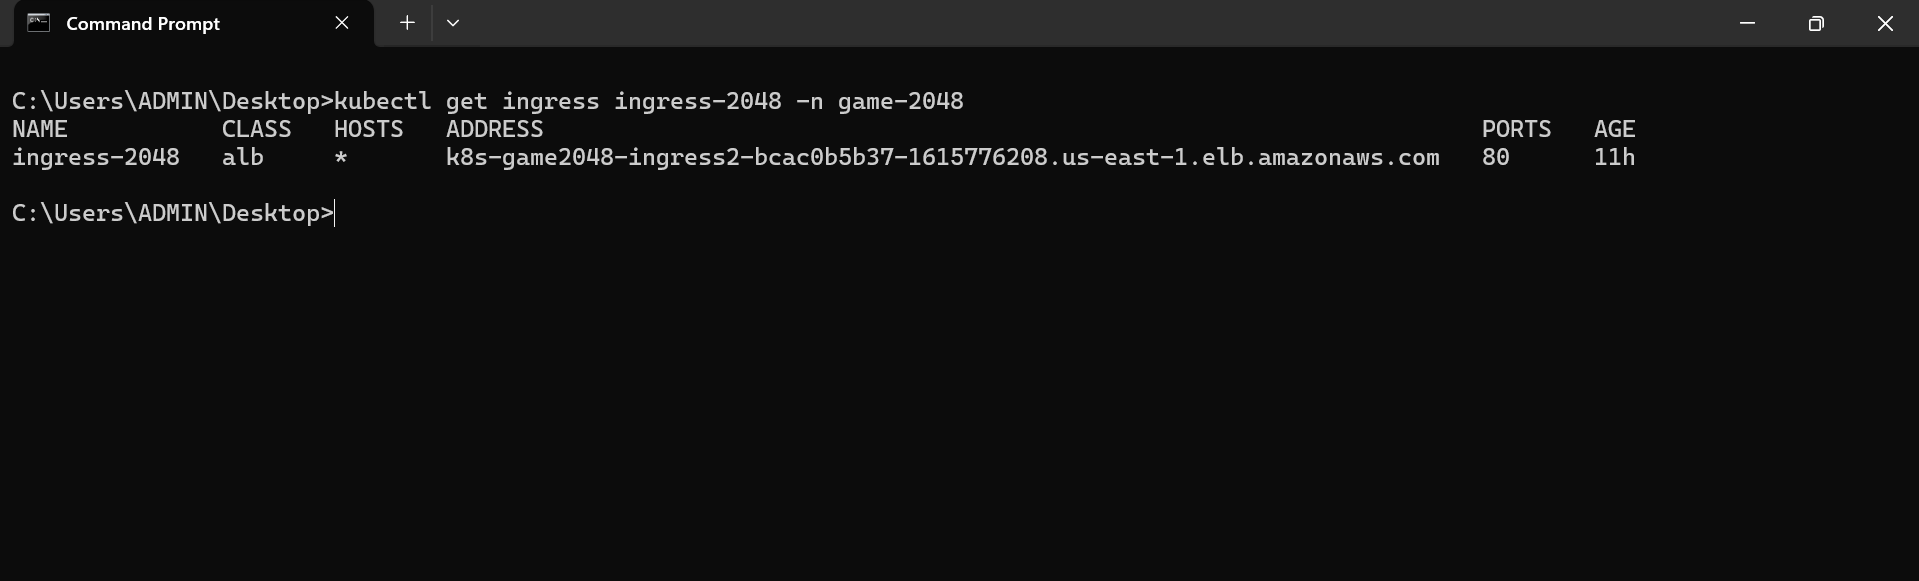 Command Prompt
C:\Users\ADMIN\Desktop>kubectl get ingress ingress-2048 -n game-2048
NAME CLASS HOSTS ADDRESS PORTS AGE
ingress-2048 alb * k8s-game2048-ingress2-bcac0b5b37-1615776208.us-east-1.elb.amazonaws.com 80 11h
C:\Users\ADMIN\Desktop>